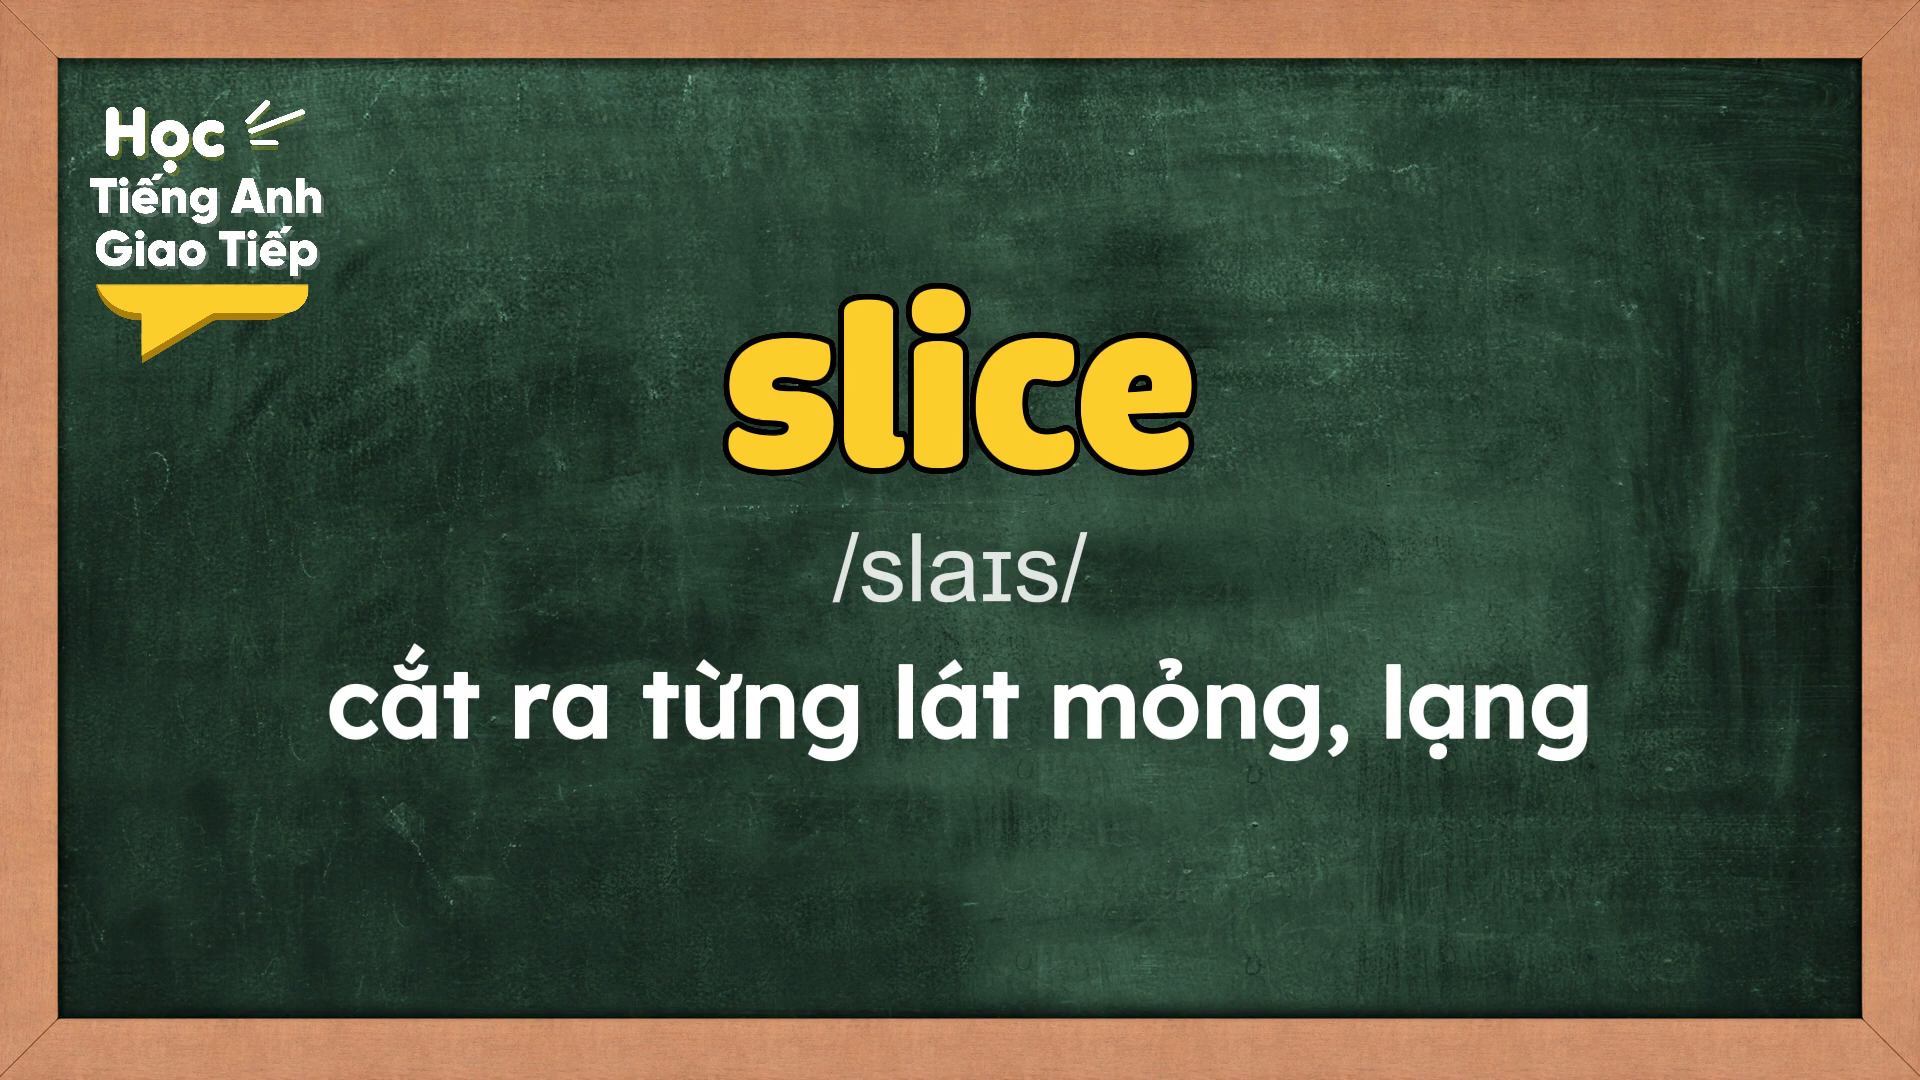 Học
Tiếng Anh
Giao Tiếp
slice
/slaɪs/
cắt ra từng lát mỏng, lạng